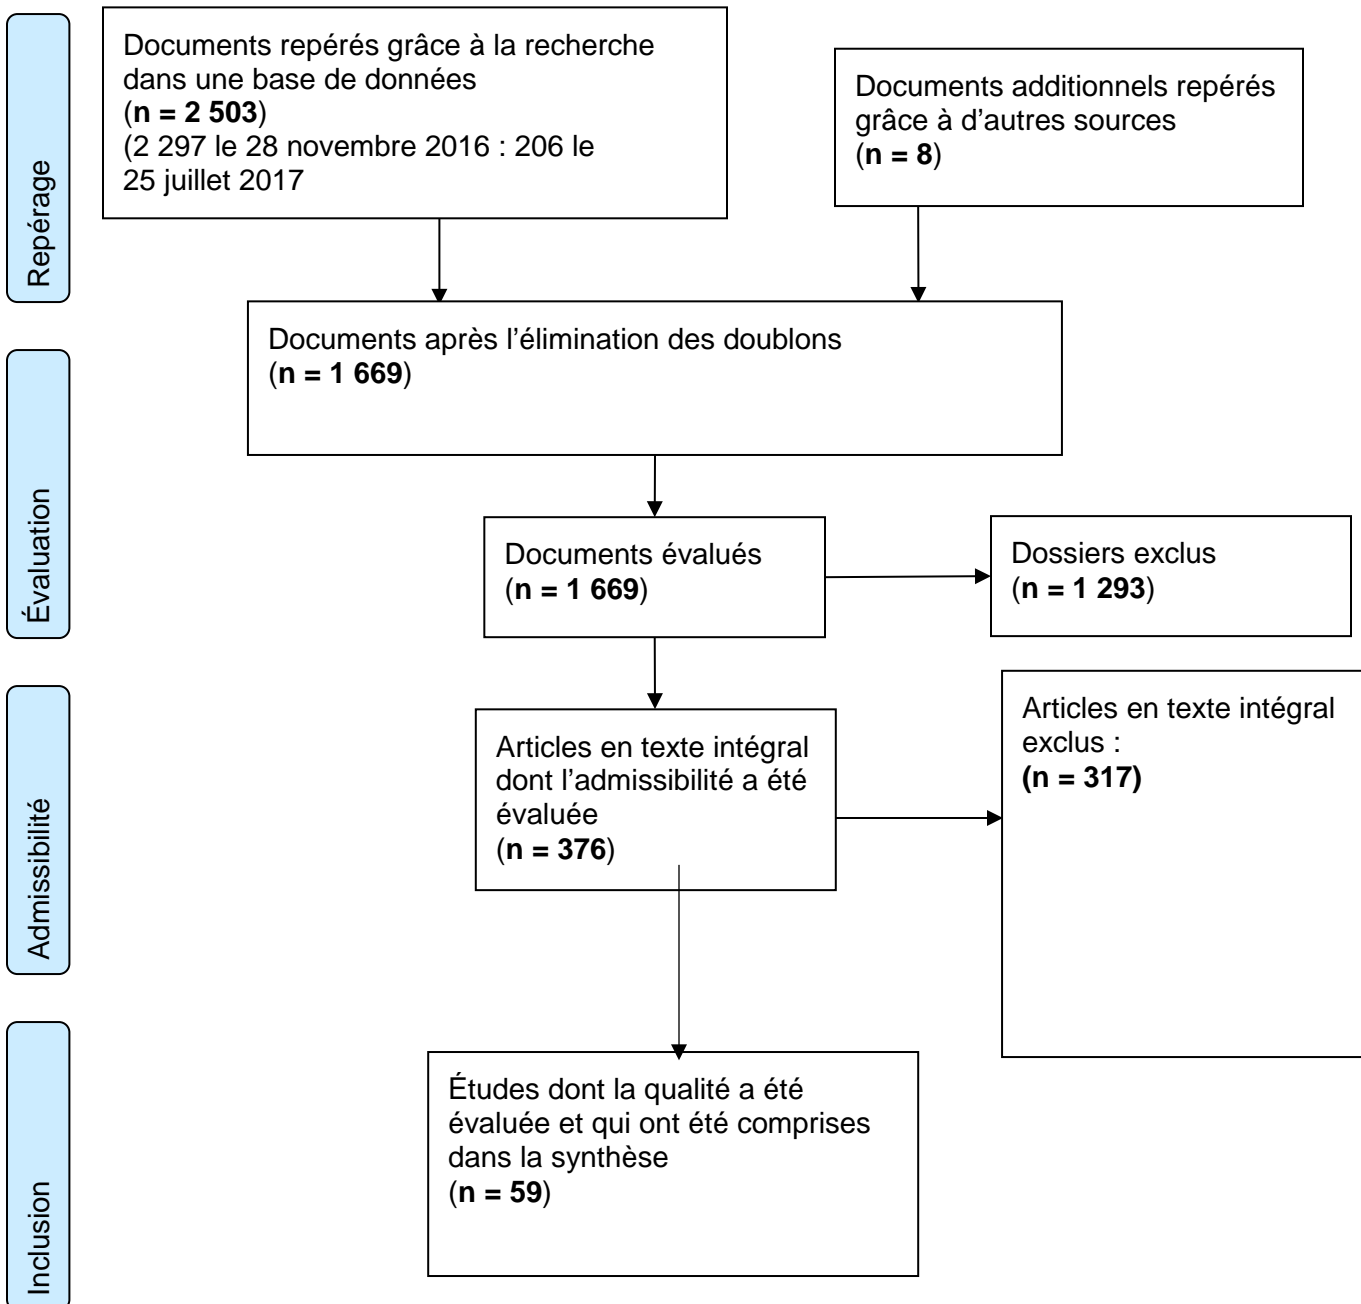 Repérage
Documents repérés grâce à la recherche
dans une base de données
(n = 2 503)
(2 297 le 28 novembre 2016 : 206 le
25 juillet 2017
Documents additionnels repérés
grâce à d'autres sources
(n = 8)
Documents après l'élimination des doublons
(n = 1 669)
Évaluation
Documents évalués
(n = 1 669)
Dossiers exclus
(n = 1 293)
Admissibilité
Articles en texte intégral
dont l'admissibilité a été
évaluée
(n = 376)
Articles en texte intégral
exclus :
(n = 317)
Inclusion
Études dont la qualité a été
évaluée et qui ont été comprises
dans la synthèse
(n = 59)